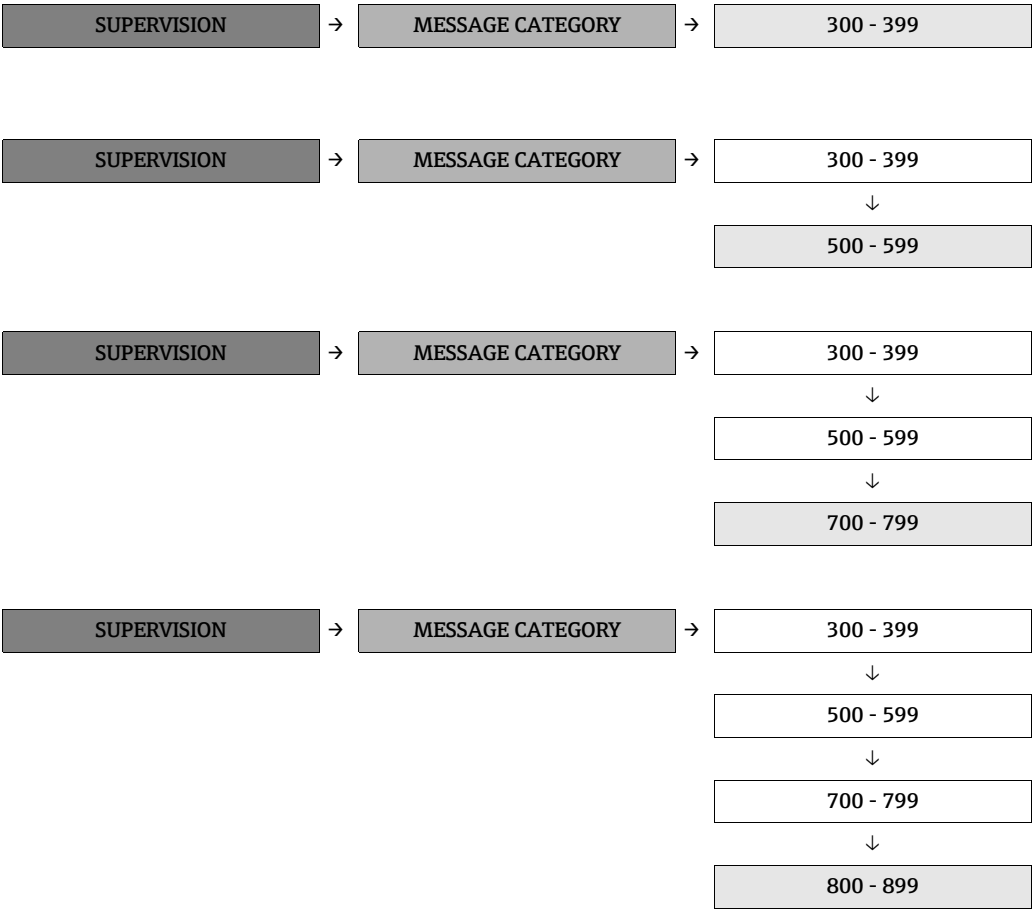 SUPERVISION → MESSAGE CATEGORY → 300 - 399
SUPERVISION → MESSAGE CATEGORY → 300 - 399
↓
500 - 599
SUPERVISION → MESSAGE CATEGORY → 300 - 399
↓
500 - 599
↓
700 - 799
SUPERVISION → MESSAGE CATEGORY → 300 - 399
↓
500 - 599
↓
700 - 799
↓
800 - 899